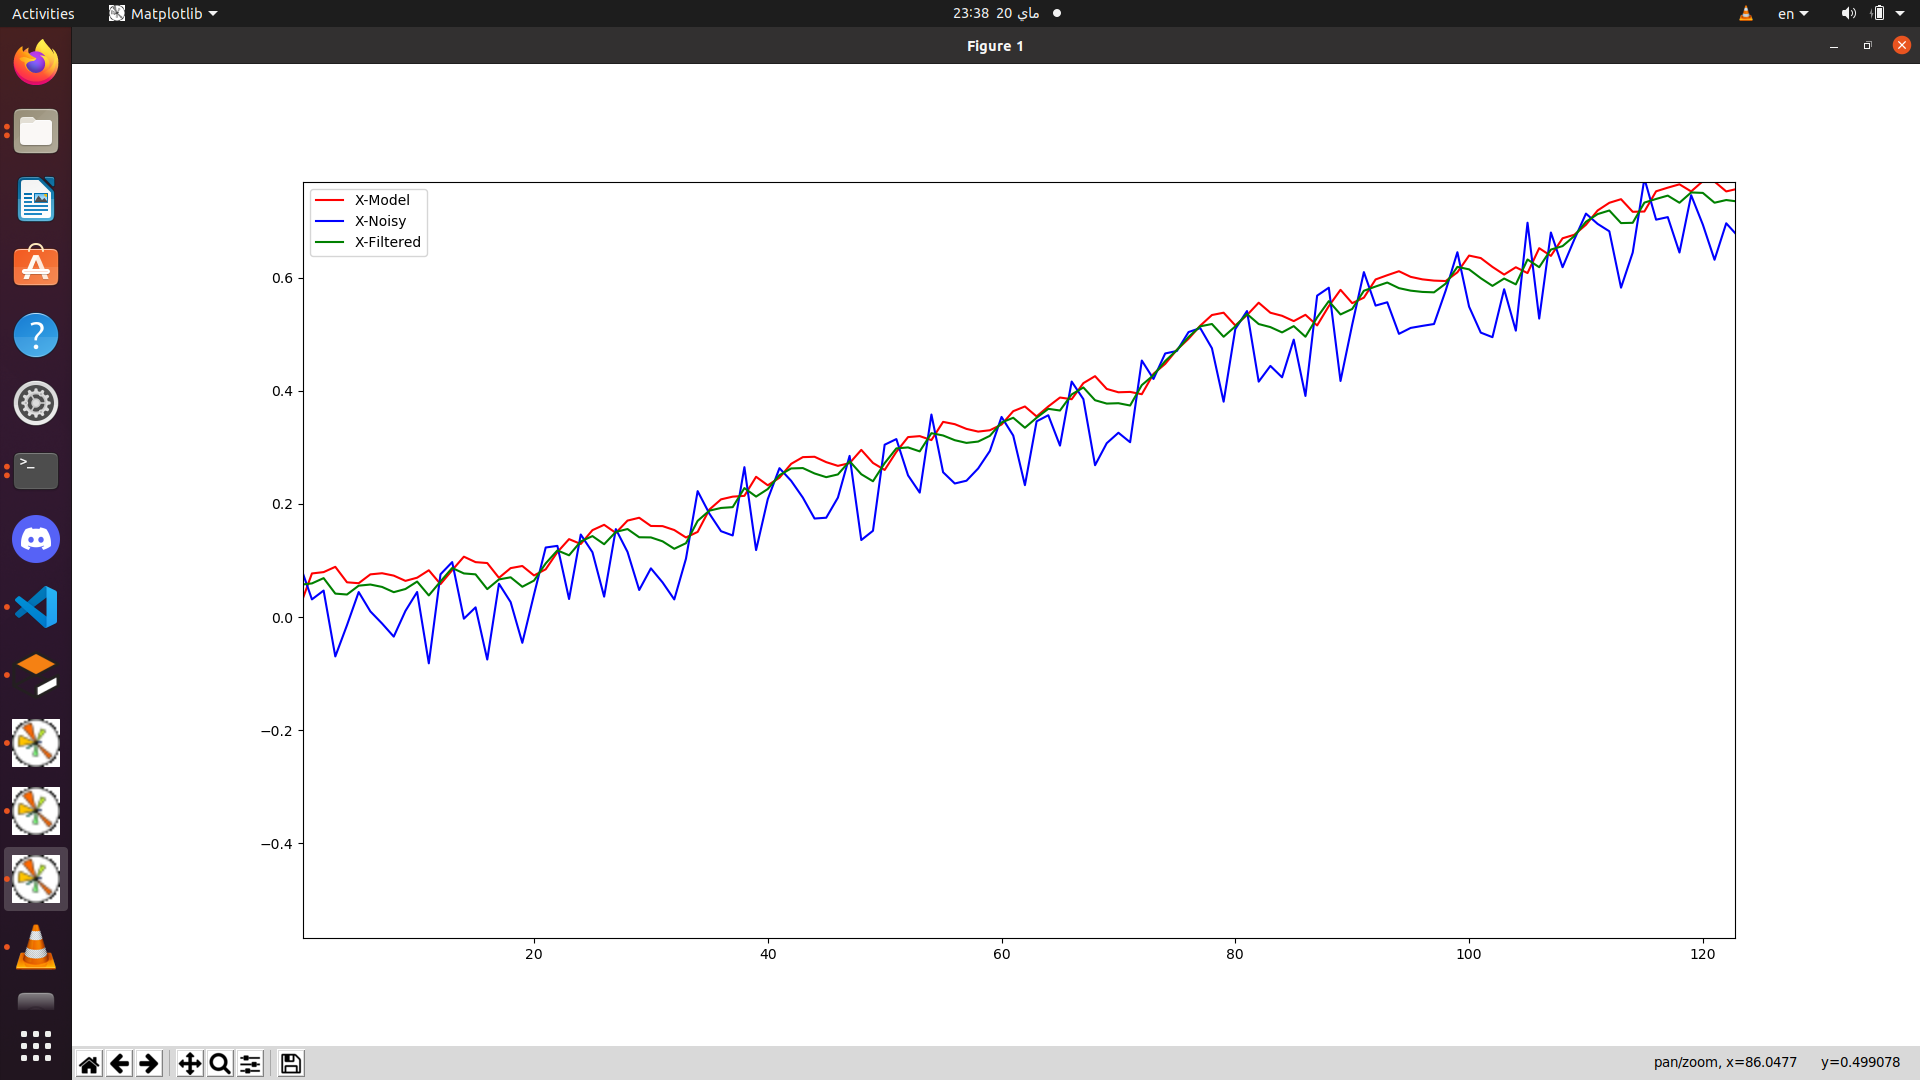 Activities
Matplotlib
23:38 20 ماي
en
Figure 1
X-Model
X-Noisy
X-Filtered
0.6
0.4
0.2
0.0
−0.2
−0.4
20 40 60 80 100 120
pan/zoom, x=86.0477 y=0.499078